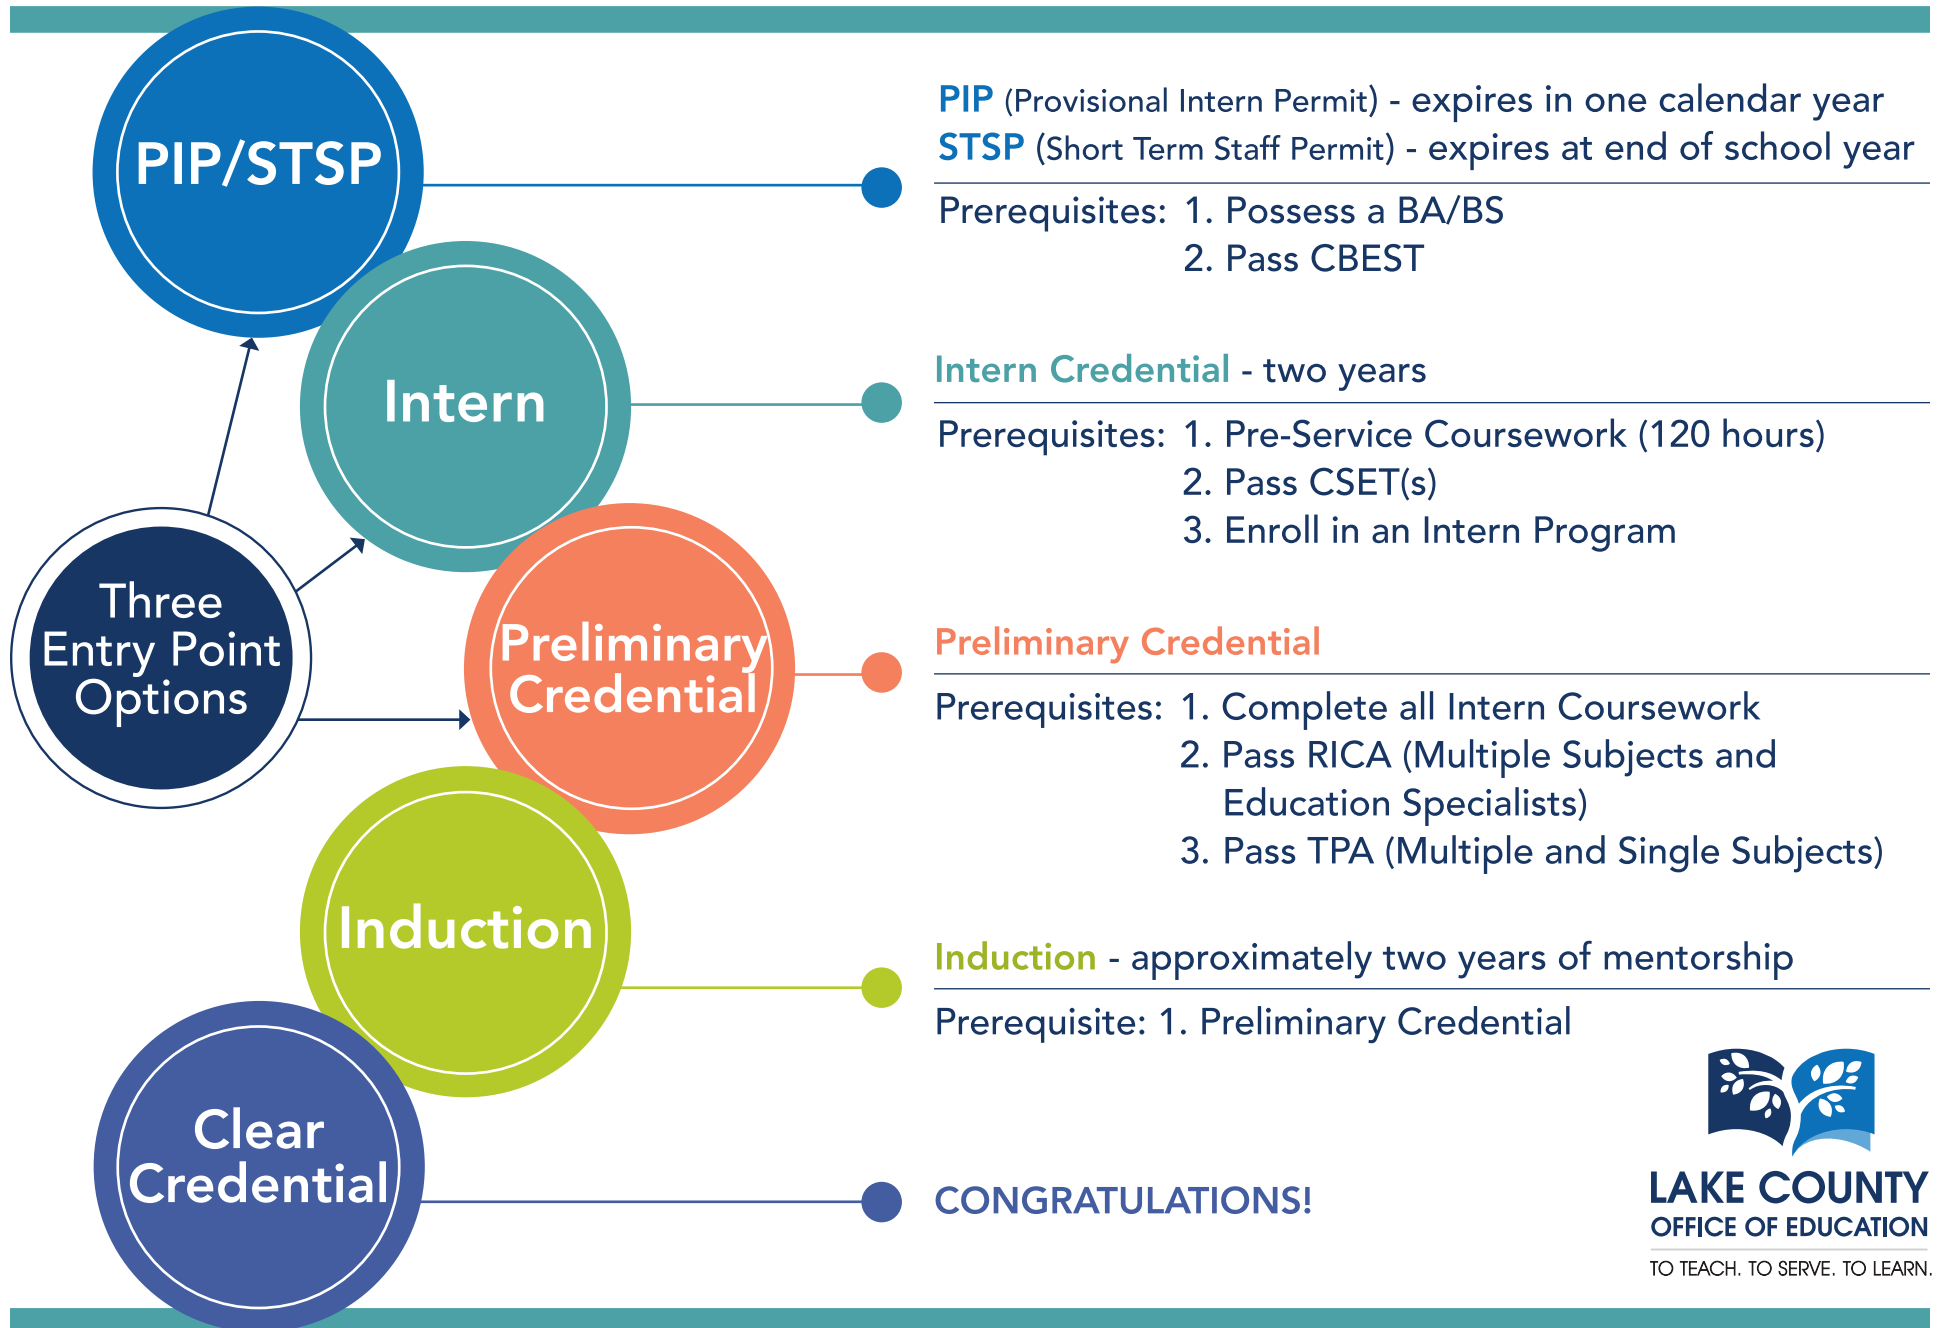 PIP/STSP
PIP (Provisional Intern Permit) - expires in one calendar year
STSP (Short Term Staff Permit) - expires at end of school year
Prerequisites: 1. Possess a BA/BS
2. Pass CBEST
Intern
Intern Credential - two years
Prerequisites: 1. Pre-Service Coursework (120 hours)
2. Pass CSET(s)
3. Enroll in an Intern Program
Three
Entry Point
Options
Preliminary
Credential
Preliminary Credential
Prerequisites: 1. Complete all Intern Coursework
2. Pass RICA (Multiple Subjects and
Education Specialists)
3. Pass TPA (Multiple and Single Subjects)
Induction
Induction - approximately two years of mentorship
Prerequisite: 1. Preliminary Credential
Clear
Credential
CONGRATULATIONS!
LAKE COUNTY
OFFICE OF EDUCATION
TO TEACH. TO SERVE. TO LEARN.